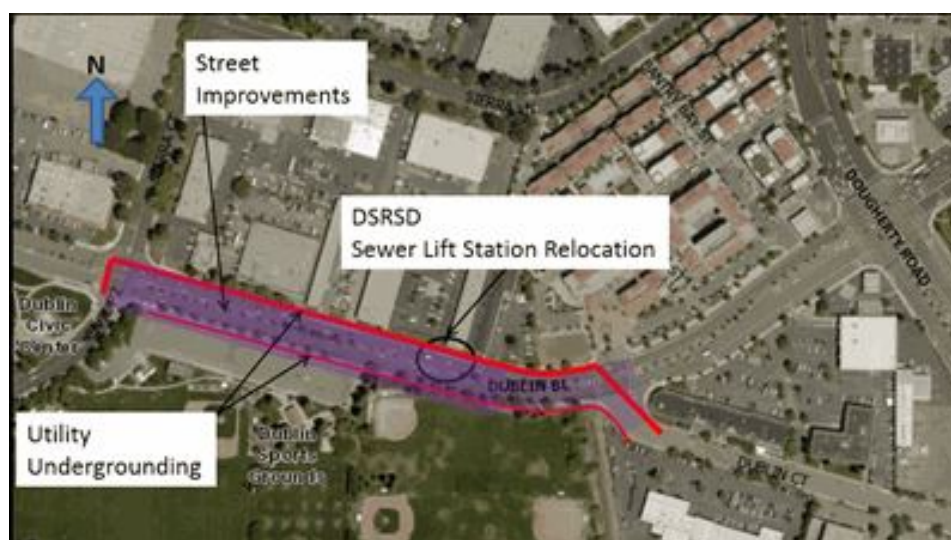 N
Street
Improvements
DSRSD
Sewer Lift Station Relocation
DOUGHERTY ROAD
Dublin
Civic
Center
DUBLIN BL
Utility
Undergrounding
Dublin
Sports
Grounds
DUBLIN CT